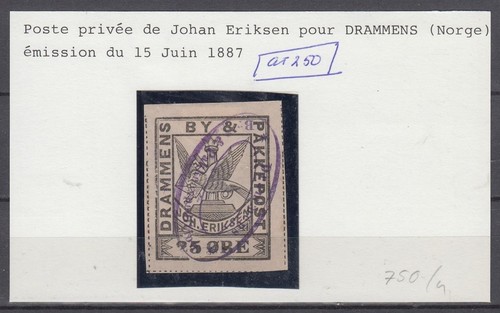 Poste privée de Johan Eriksen pour DRAMMENS (Norge)
émission du 15 Juin 1887
at 250
DRAMMENS BY & PAKKEPOST
JOH. ERIKSEN
25 ØRE
750/